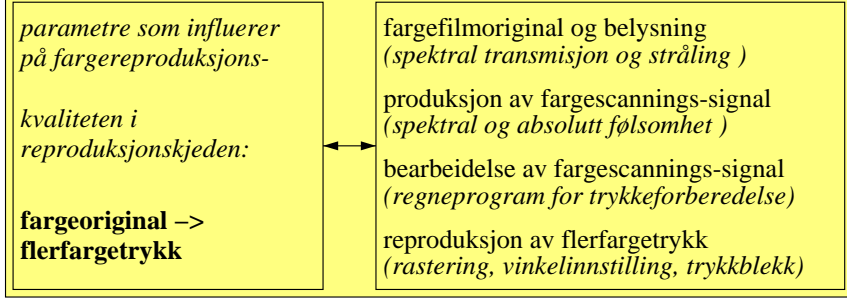 parametre som influerer
på fargereproduksjons-
kvaliteten i
reproduksjonskjeden:
fargeoriginal –>
flerfargetrykk
fargefilmoriginal og belysning
(spektral transmisjon og stråling )
produksjon av fargescannings-signal
(spektral og absolutt følsomhet )
bearbeidelse av fargescannings-signal
(regneprogram for trykkeforberedelse)
reproduksjon av flerfargetrykk
(rastering, vinkelinnstilling, trykkblekk)